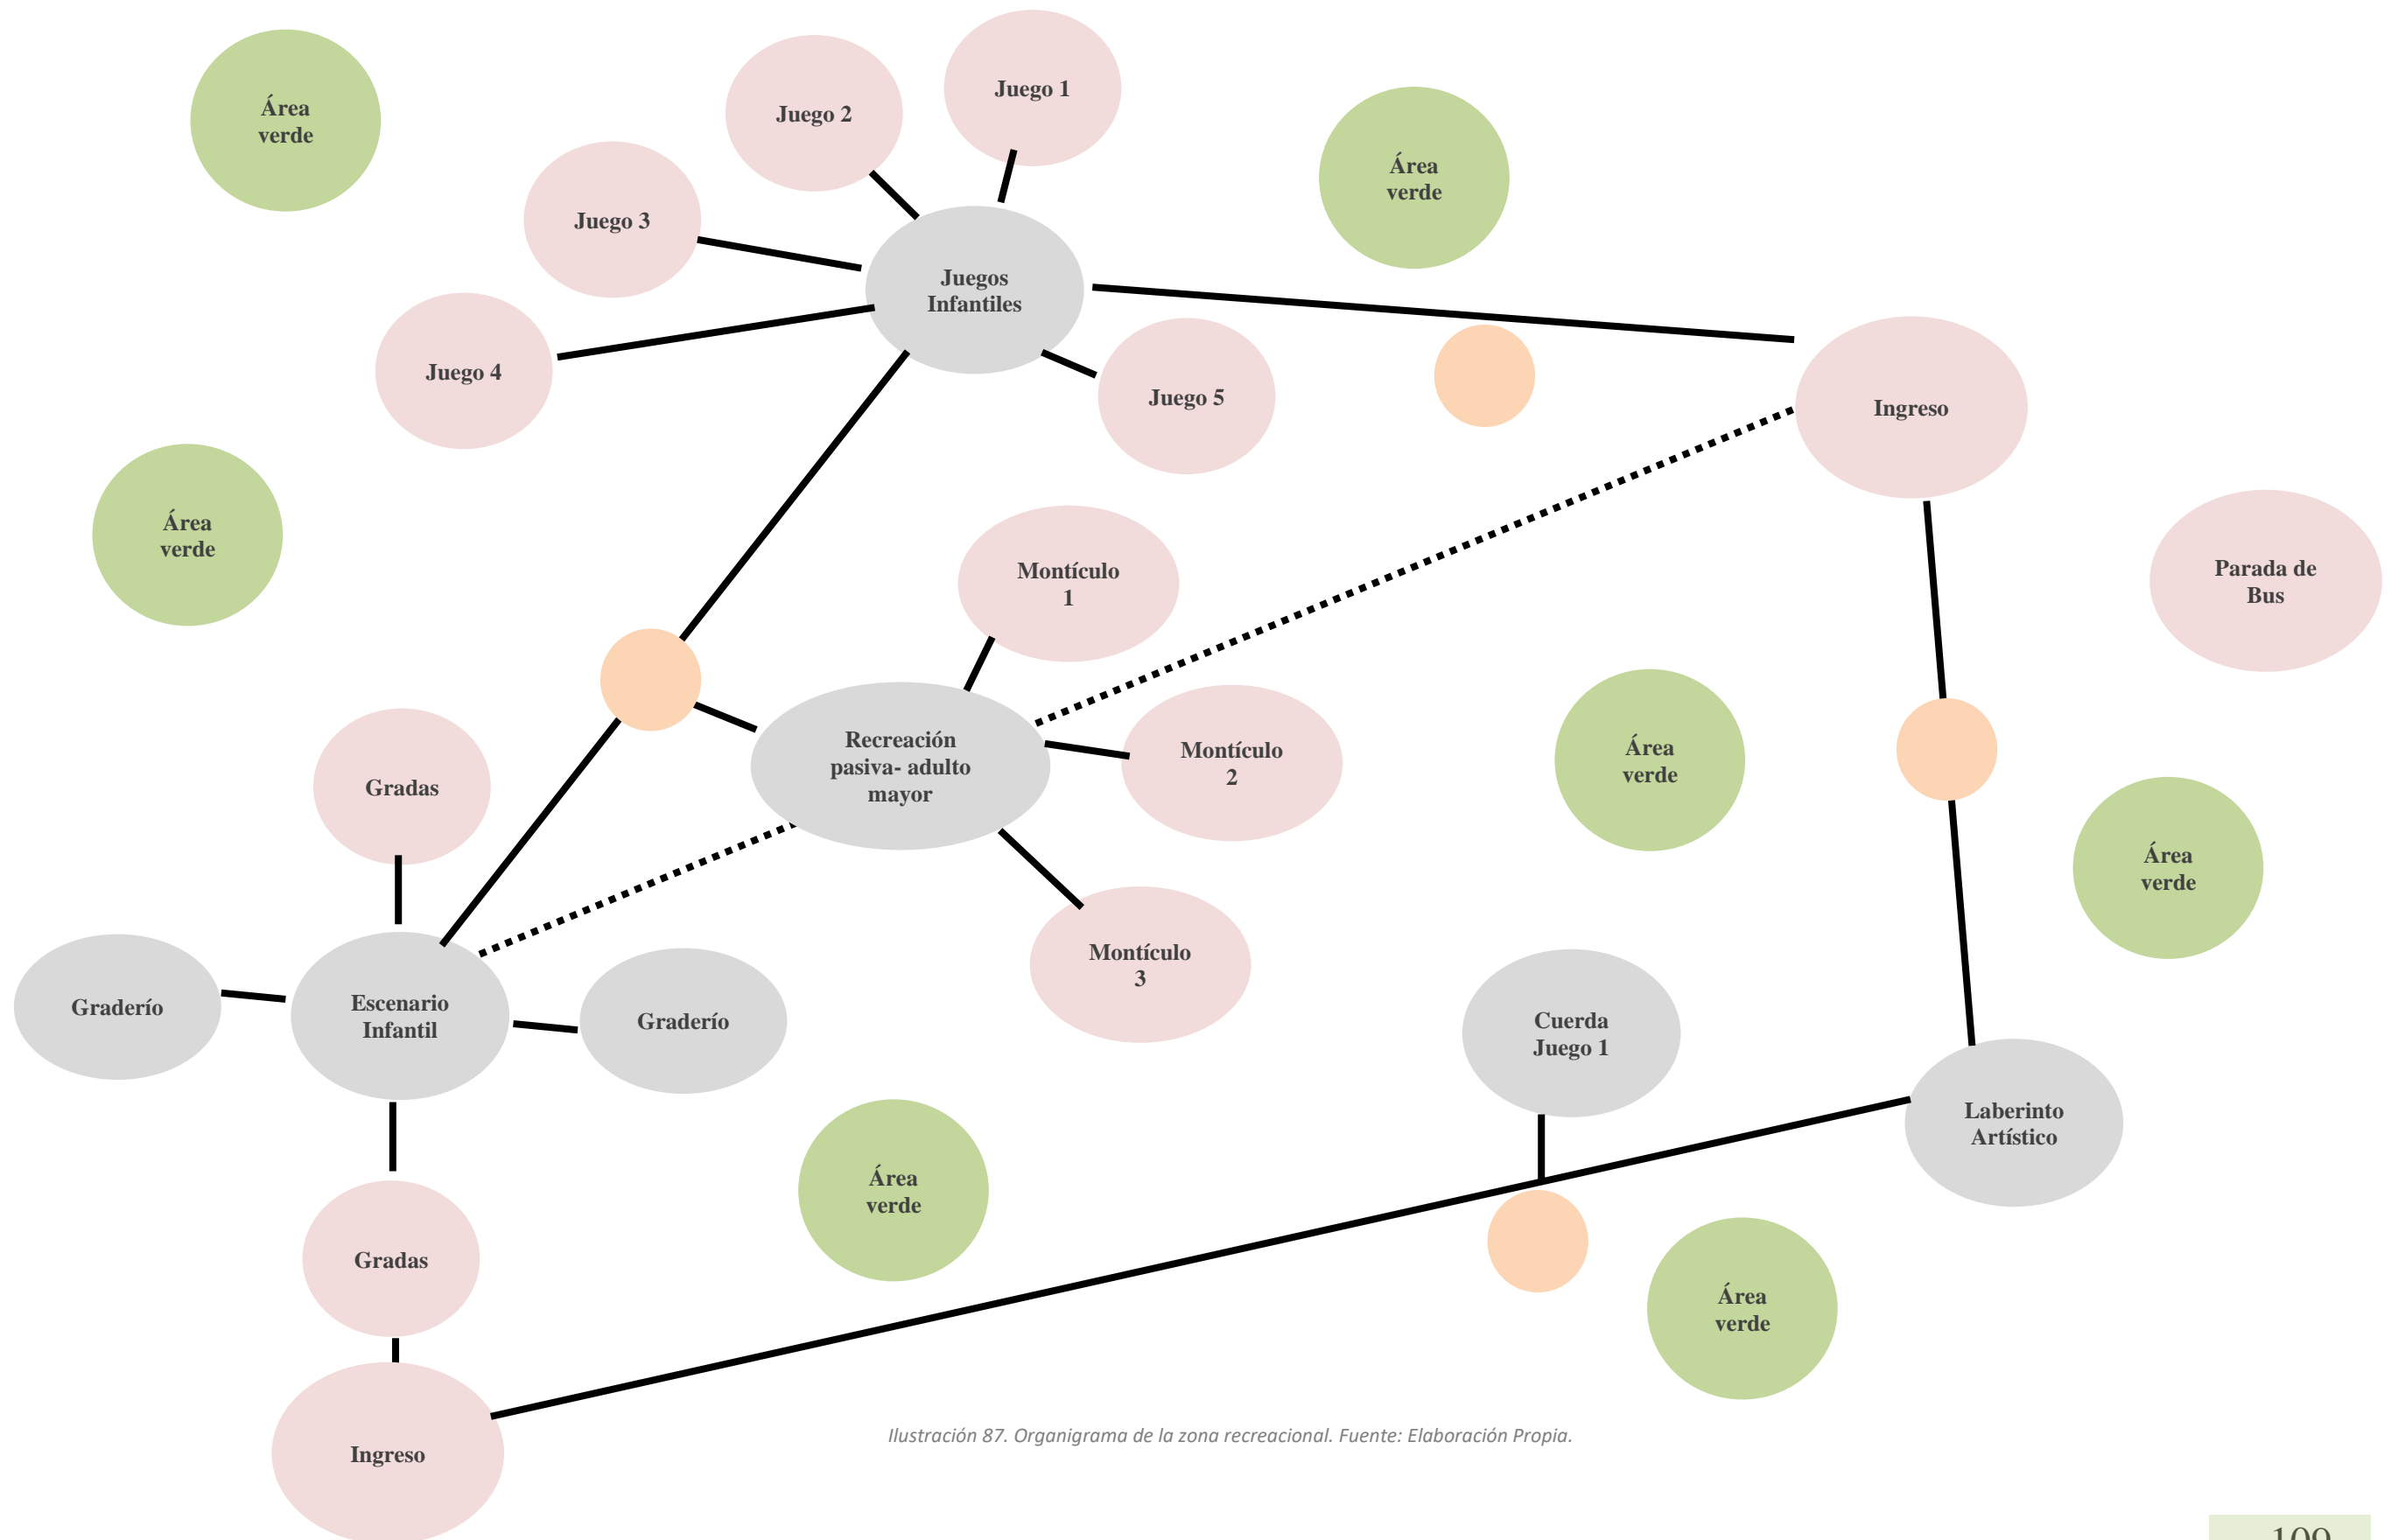 Juego 1
Área
verde
Juego 2
Área
verde
Juego 3
Juegos
Infantiles
Juego 4
Juego 5
Ingreso
Área
verde
Montículo
1
Parada de
Bus
Recreación
pasiva- adulto
mayor
Montículo
2
Área
verde
Gradas
Área
verde
Montículo
3
Graderío
Escenario
Infantil
Graderío
Cuerda
Juego 1
Laberinto
Artístico
Área
verde
Gradas
Área
verde
Ilustración 87. Organigrama de la zona recreacional. Fuente: Elaboración Propia.
Ingreso
109